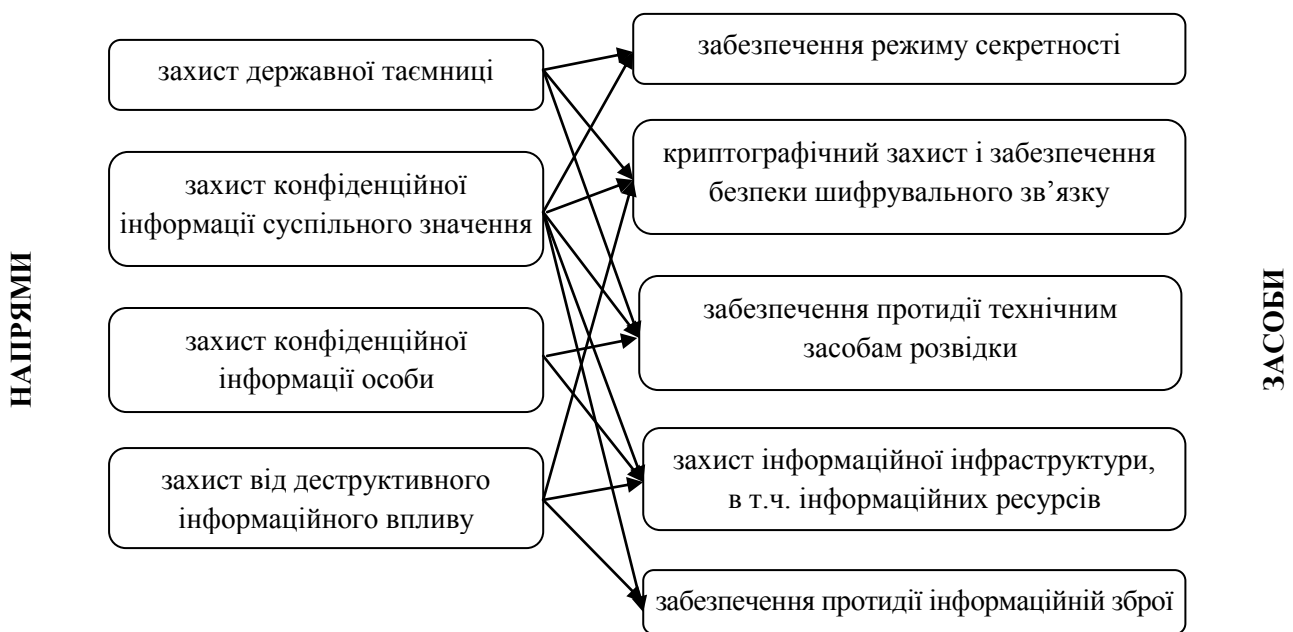 НАПРЯМИ
захист державної таємниці
захист конфіденційної
інформації суспільного значення
захист конфіденційної
інформації особи
захист від деструктивного
інформаційного впливу
забезпечення режиму секретності
криптографічний захист і забезпечення
безпеки шифрувального зв’язку
забезпечення протидії технічним
засобам розвідки
захист інформаційної інфраструктури,
в т.ч. інформаційних ресурсів
забезпечення протидії інформаційній зброї
ЗАСОБИ